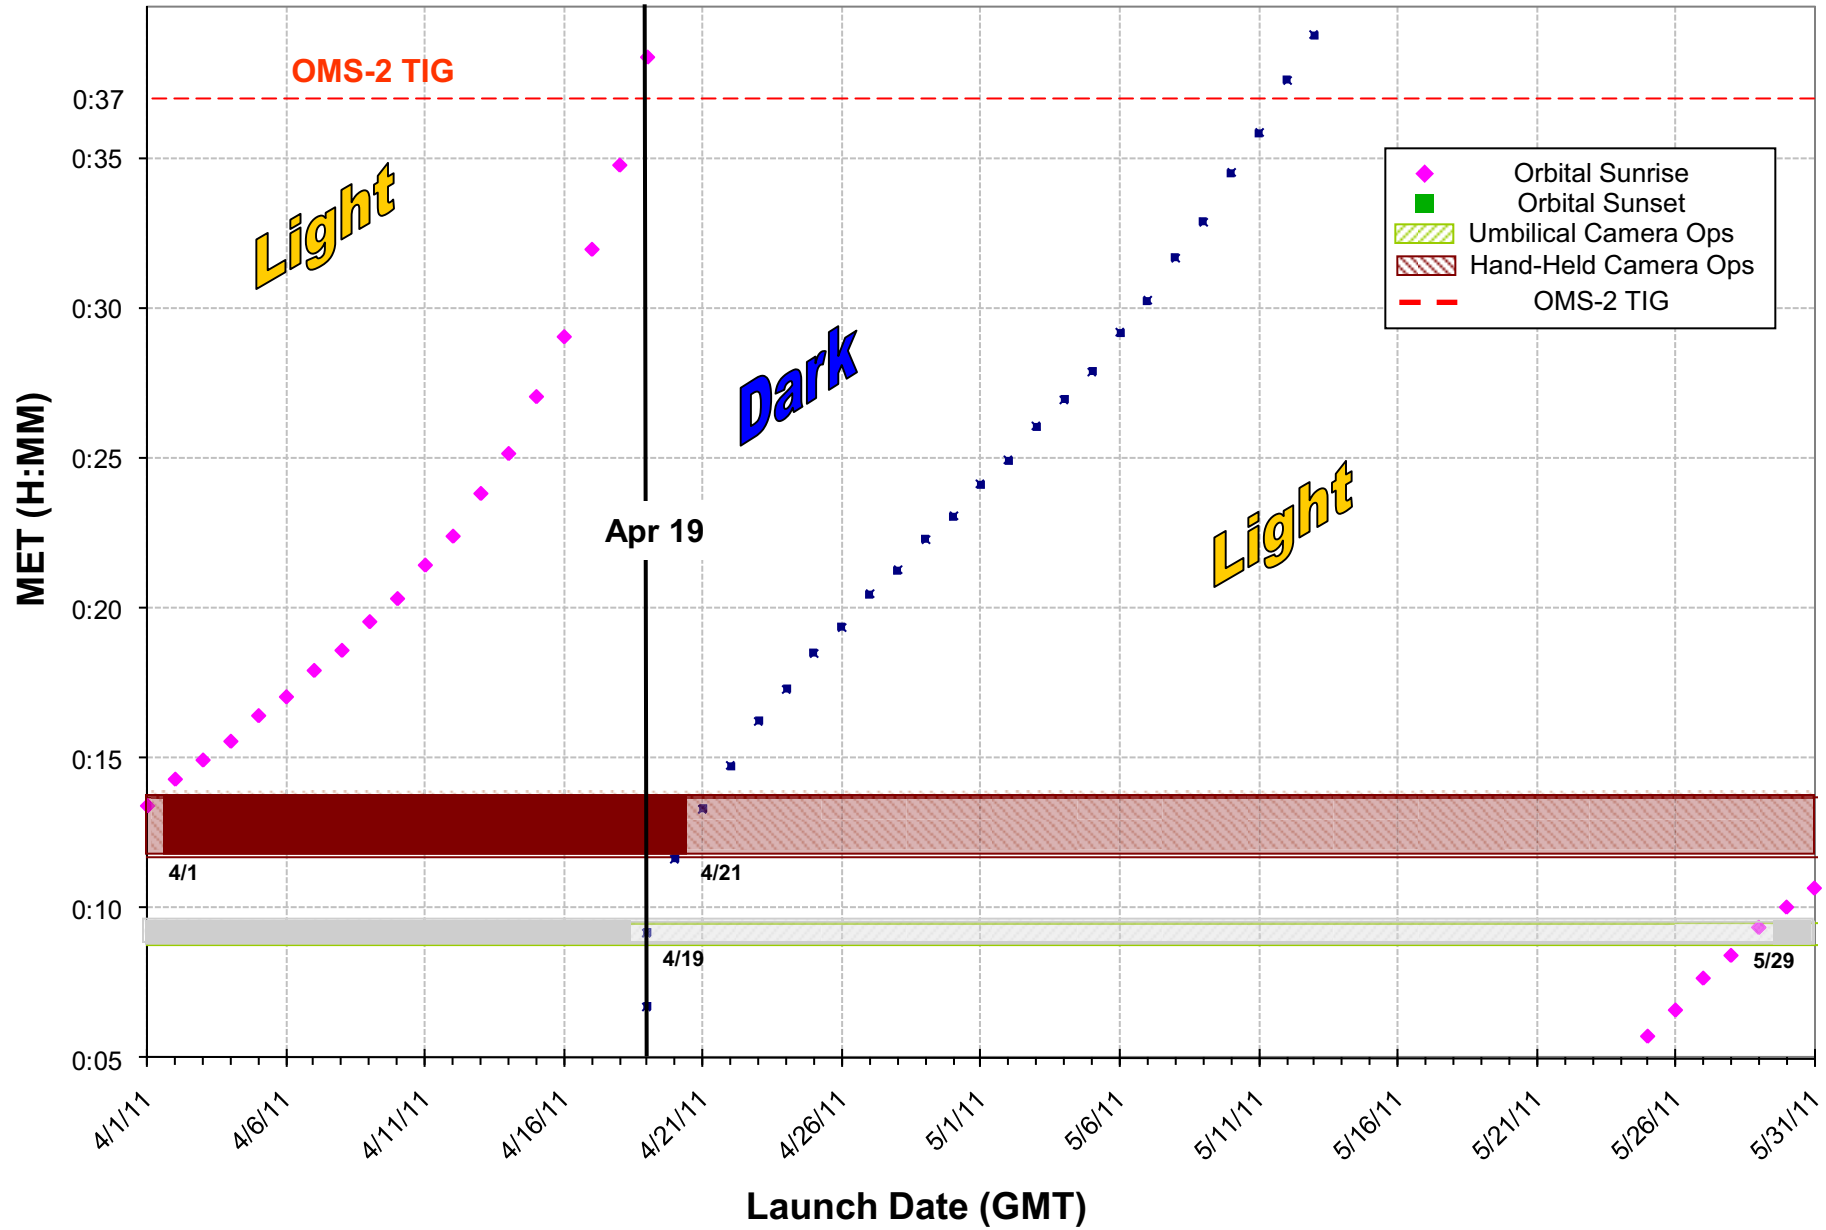 OMS-2 TIG
0:37
0:35
0:30
0:25
0:20
0:15
0:10
0:05
MET (H:MM)
Light
Dark
Light
Apr 19
Orbital Sunrise
Orbital Sunset
Umbilical Camera Ops
Hand-Held Camera Ops
OMS-2 TIG
4/1
4/21
4/19
5/29
4/1/11
4/6/11
4/11/11
4/16/11
4/21/11
4/26/11
5/1/11
5/6/11
5/11/11
5/16/11
5/21/11
5/26/11
5/31/11
Launch Date (GMT)